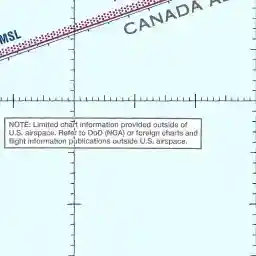 MSL
CANADA
NOTE: Limited chart information provided outside of
U.S. airspace. Refer to DoD (NGA) or foreign charts and
flight information publications outside U.S. airspace.